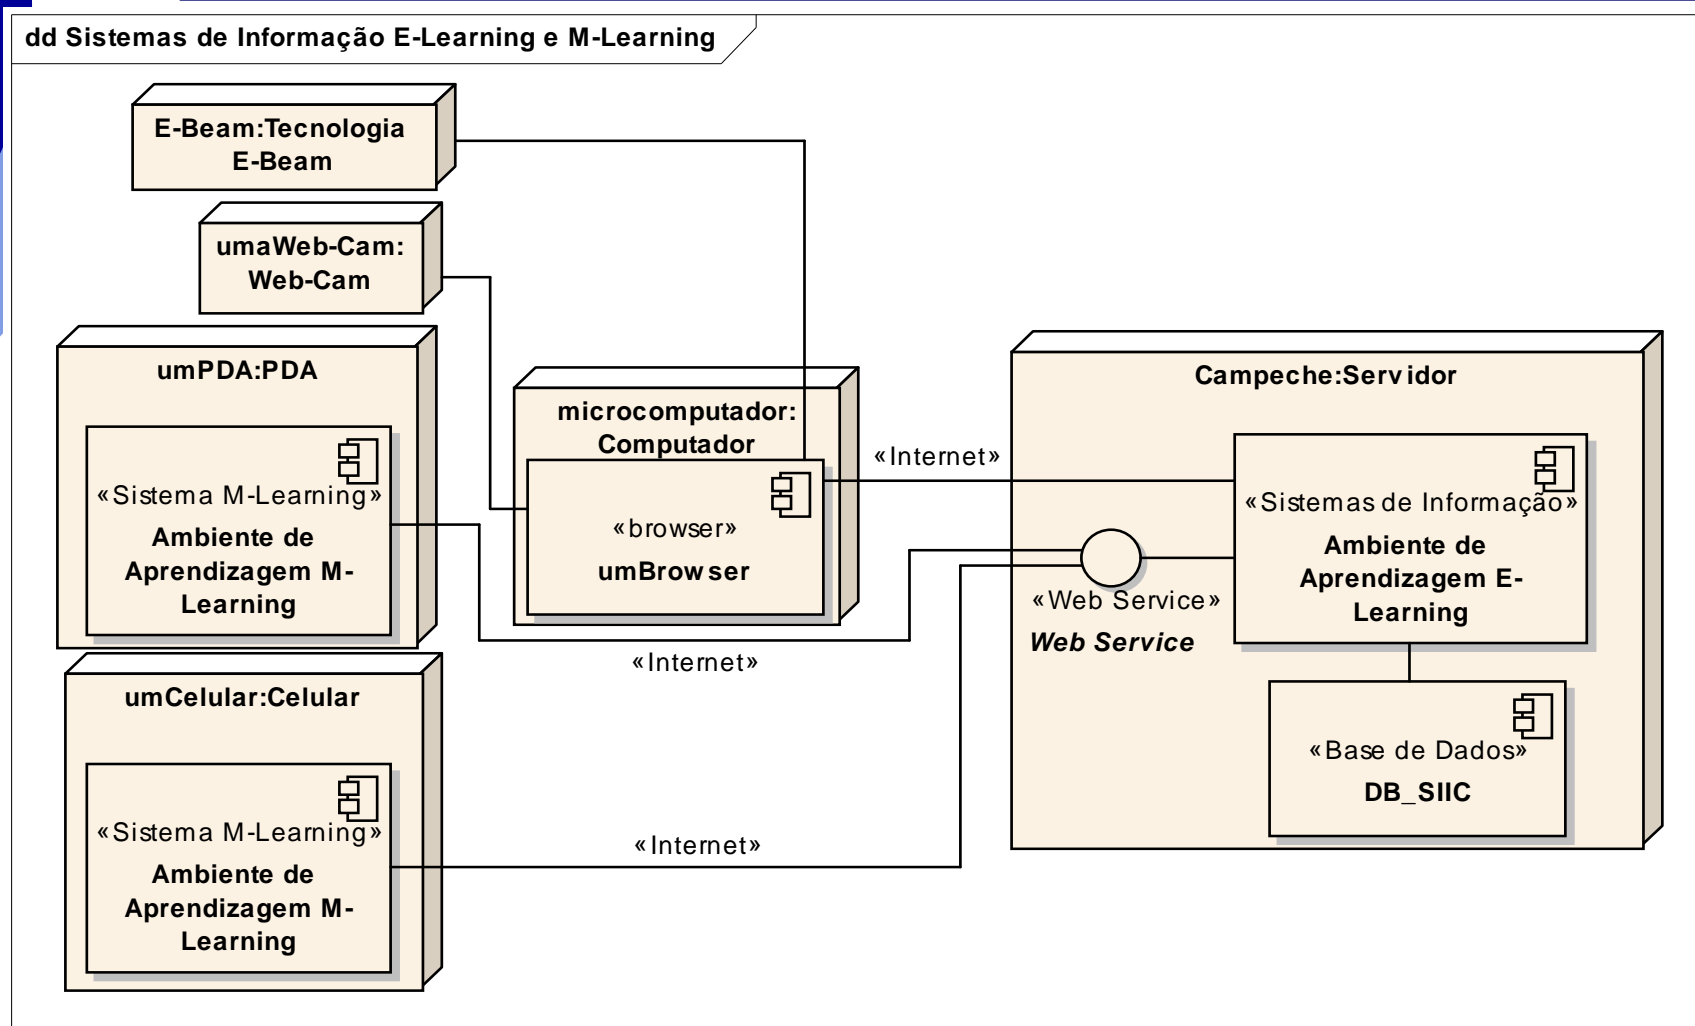 dd Sistemas de Informação E-Learning e M-Learning
E-Beam:Tecnologia
E-Beam
umaWeb-Cam:
Web-Cam
umPDA:PDA
«Sistema M-Learning»
Ambiente de
Aprendizagem M-
Learning
microcomputador:
Computador
«browser»
umBrowser
«Internet»
Campeche:Servidor
«Sistemas de Informação»
Ambiente de
Aprendizagem E-
Learning
«Web Service»
Web Service
«Internet»
«Base de Dados»
DB_SIIC
umCelular:Celular
«Sistema M-Learning»
Ambiente de
Aprendizagem M-
Learning
«Internet»